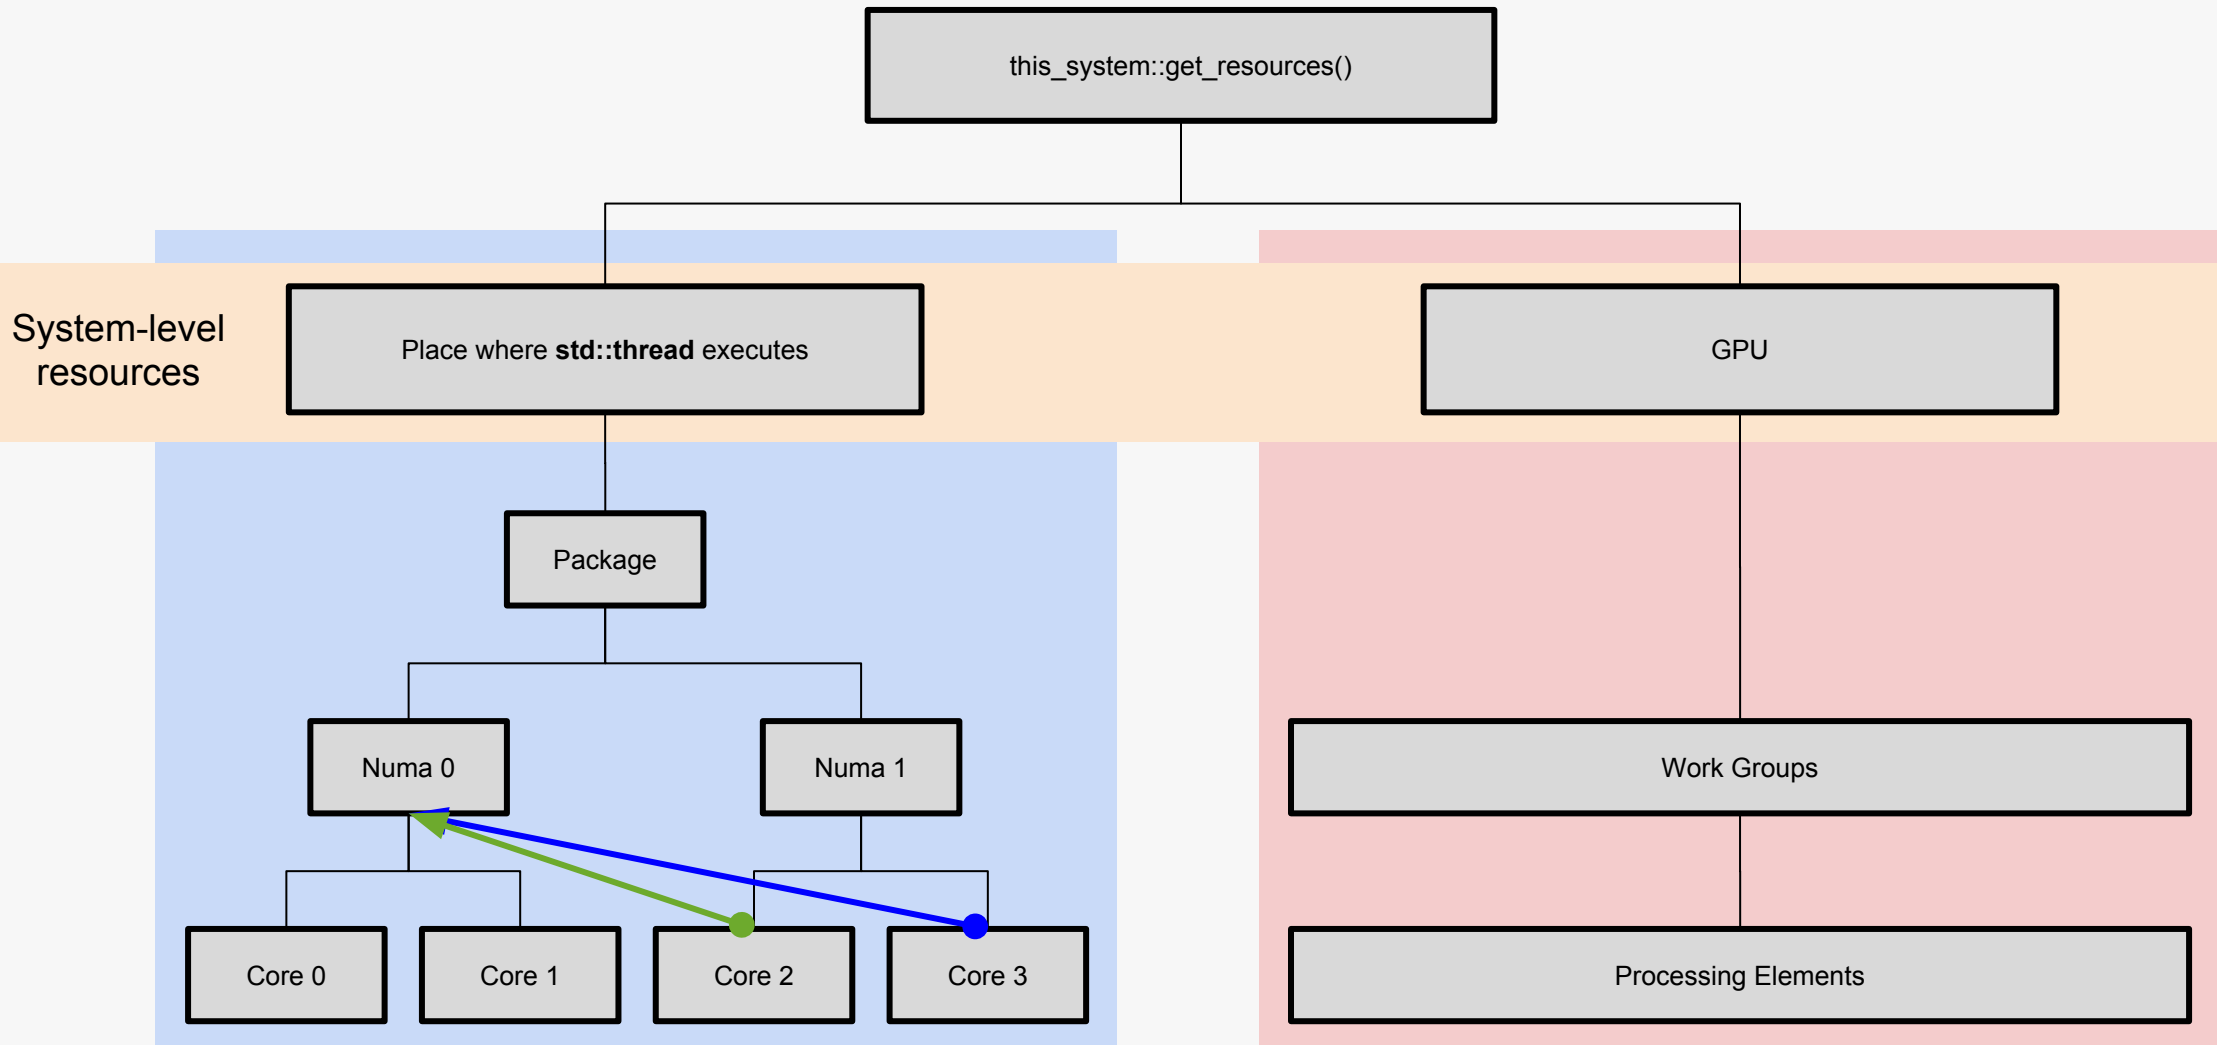 this_system::get_resources()
System-level
resources
Place where std::thread executes
GPU
Package
Numa 0
Numa 1
Work Groups
Core 0
Core 1
Core 2
Core 3
Processing Elements